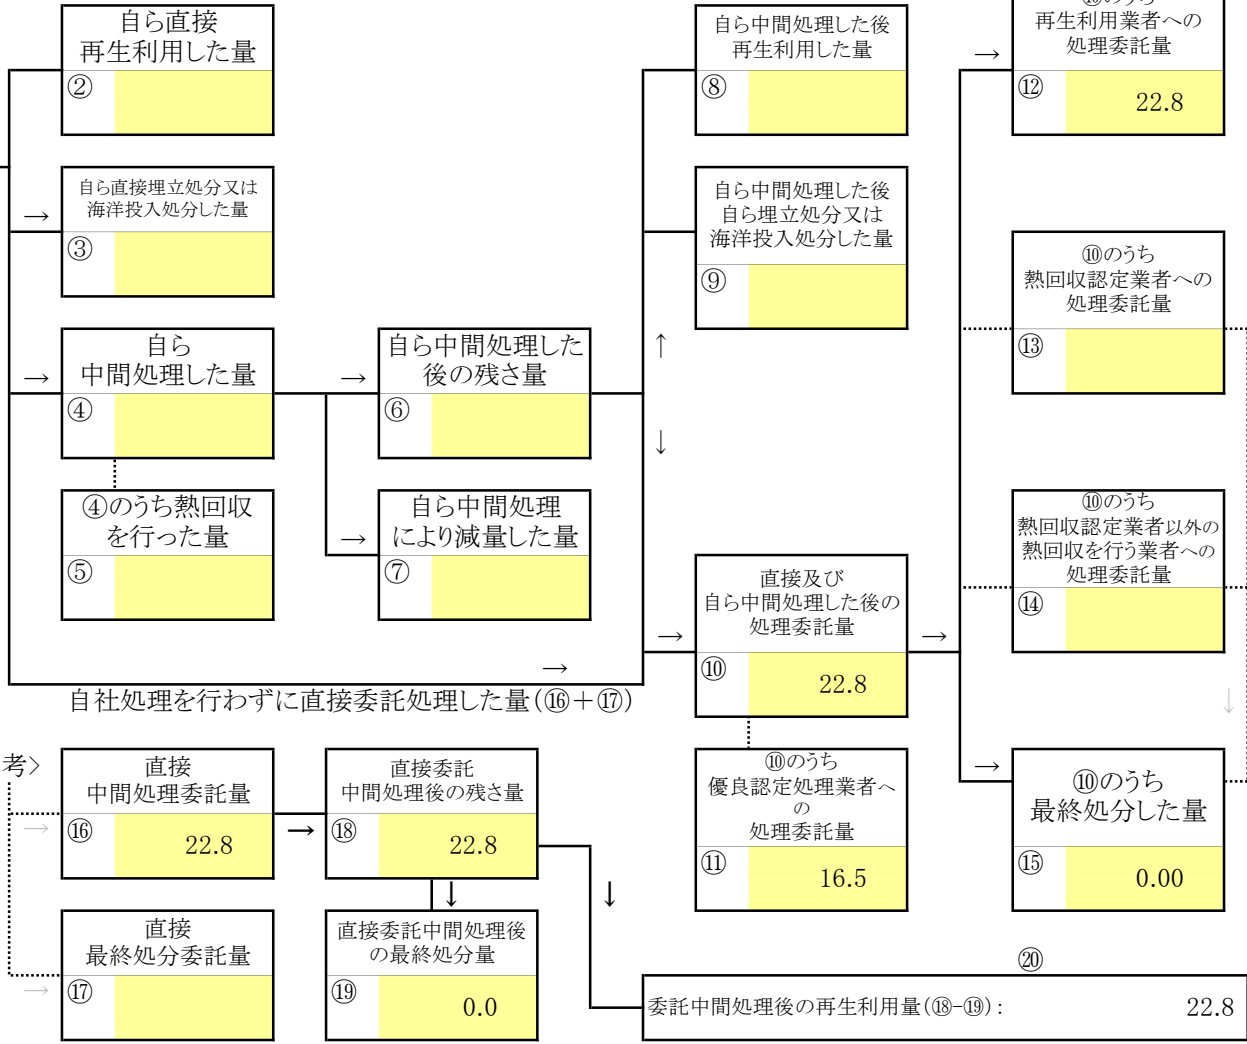 自ら直接
再生利用した量
②
自ら中間処理した後
再生利用した量
⑧
⑩のうち
再生利用業者への
処理委託量
→
⑫
22.8
自ら直接埋立処分又は
海洋投入処分した量
→
③
自ら中間処理した後
自ら埋立処分又は
海洋投入処分した量
⑨
⑩のうち
熱回収認定業者への
処理委託量
⑬
自ら
中間処理した量
→
④
→
自ら中間処理した
後の残さ量
⑥
↑
↓
④のうち熱回収
を行った量
⑤
→
自ら中間処理
により減量した量
⑦
⑩のうち
熱回収認定業者以外の
熱回収を行う業者への
処理委託量
⑭
直接及び
自ら中間処理した後の
処理委託量
→
→
⑩
22.8
→
自社処理を行わずに直接委託処理した量(⑯+⑰)
↓
考>
直接
中間処理委託量
→
⑯
22.8
→
直接委託
中間処理後の残さ量
⑱
22.8
⑩のうち
優良認定処理業者へ
の
処理委託量
⑪
16.5
→
⑩のうち
最終処分した量
⑮
0.00
↓
↓
直接
最終処分委託量
→
⑰
直接委託中間処理後
の最終処分量
⑲
0.0
⑳
委託中間処理後の再生利用量(⑱-⑲):
22.8